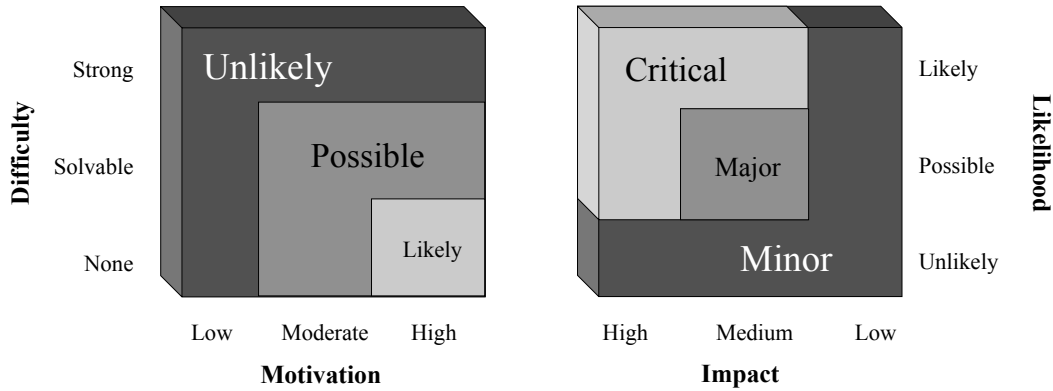 Unlikely
Critical
Strong
Likely
Difficulty
Likelihood
Possible
Major
Solvable
Possible
Likely
Minor
None
Unlikely
Low
Moderate
High
High
Medium
Low
Motivation
Impact